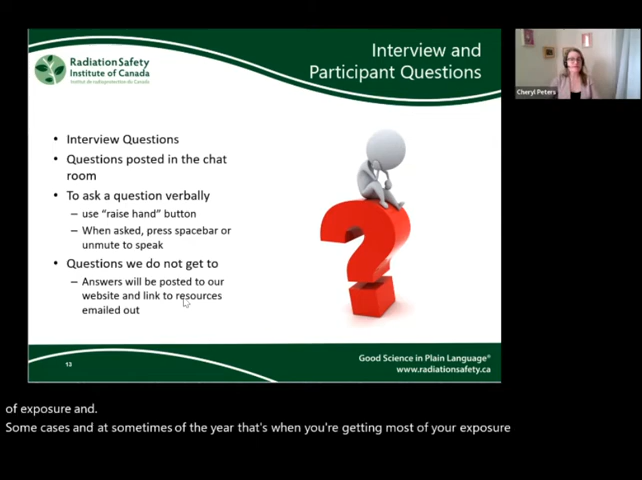 Radiation Safety
Institute of Canada
Institut de radioprotection du Canada
Interview and
Participant Questions
Cheryl Peters
• Interview Questions
• Questions posted in the chat
room
• To ask a question verbally
– use "raise hand" button
– When asked, press spacebar or
unmute to speak
• Questions we do not get to
– Answers will be posted to our
website and link to resources
emailed out
13
Good Science in Plain Language®
www.radiationsafety.ca
of exposure and.
Some cases and at sometimes of the year that's when you're getting most of your exposure